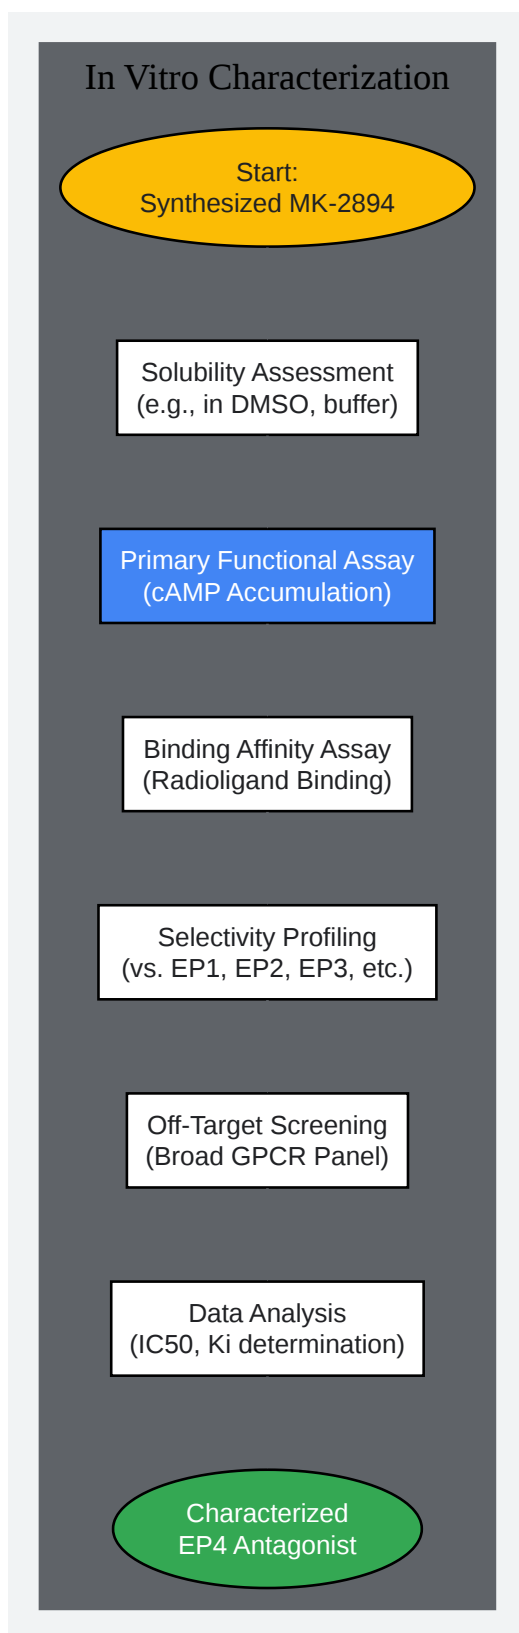 In Vitro Characterization
Start:
Synthesized MK-2894
Solubility Assessment
(e.g., in DMSO, buffer)
Primary Functional Assay
(cAMP Accumulation)
Binding Affinity Assay
(Radioligand Binding)
Selectivity Profiling
(vs. EP1, EP2, EP3, etc.)
Off-Target Screening
(Broad GPCR Panel)
Data Analysis
(IC50, Ki determination)
Characterized
EP4 Antagonist